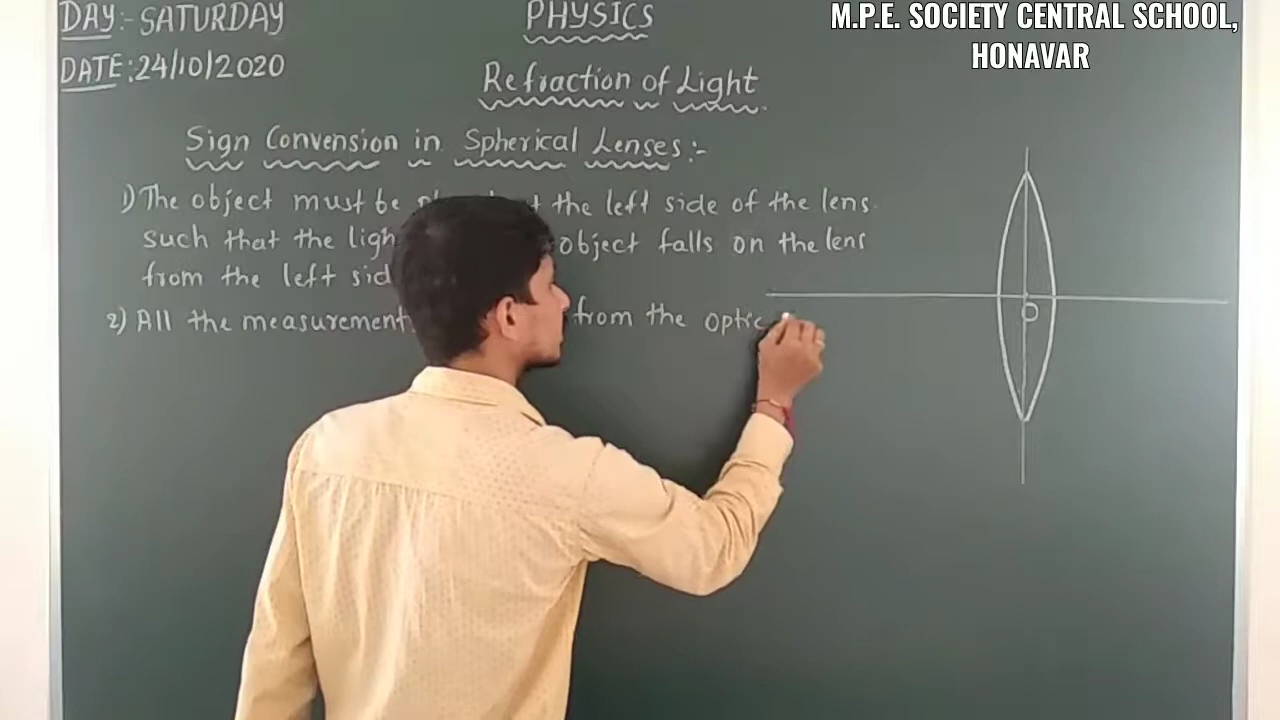 DAY:- SATURDAY
DATE:24/10/2020
PHYSICS
M.P.E. SOCIETY CENTRAL SCHOOL,
HONAVAR
Refraction of Light
Sign Convension in Spherical Lenses:-
1) The object must be the left side of the lens.
such that the object falls on the lens
from the left
2) All the measurement from the optic
O